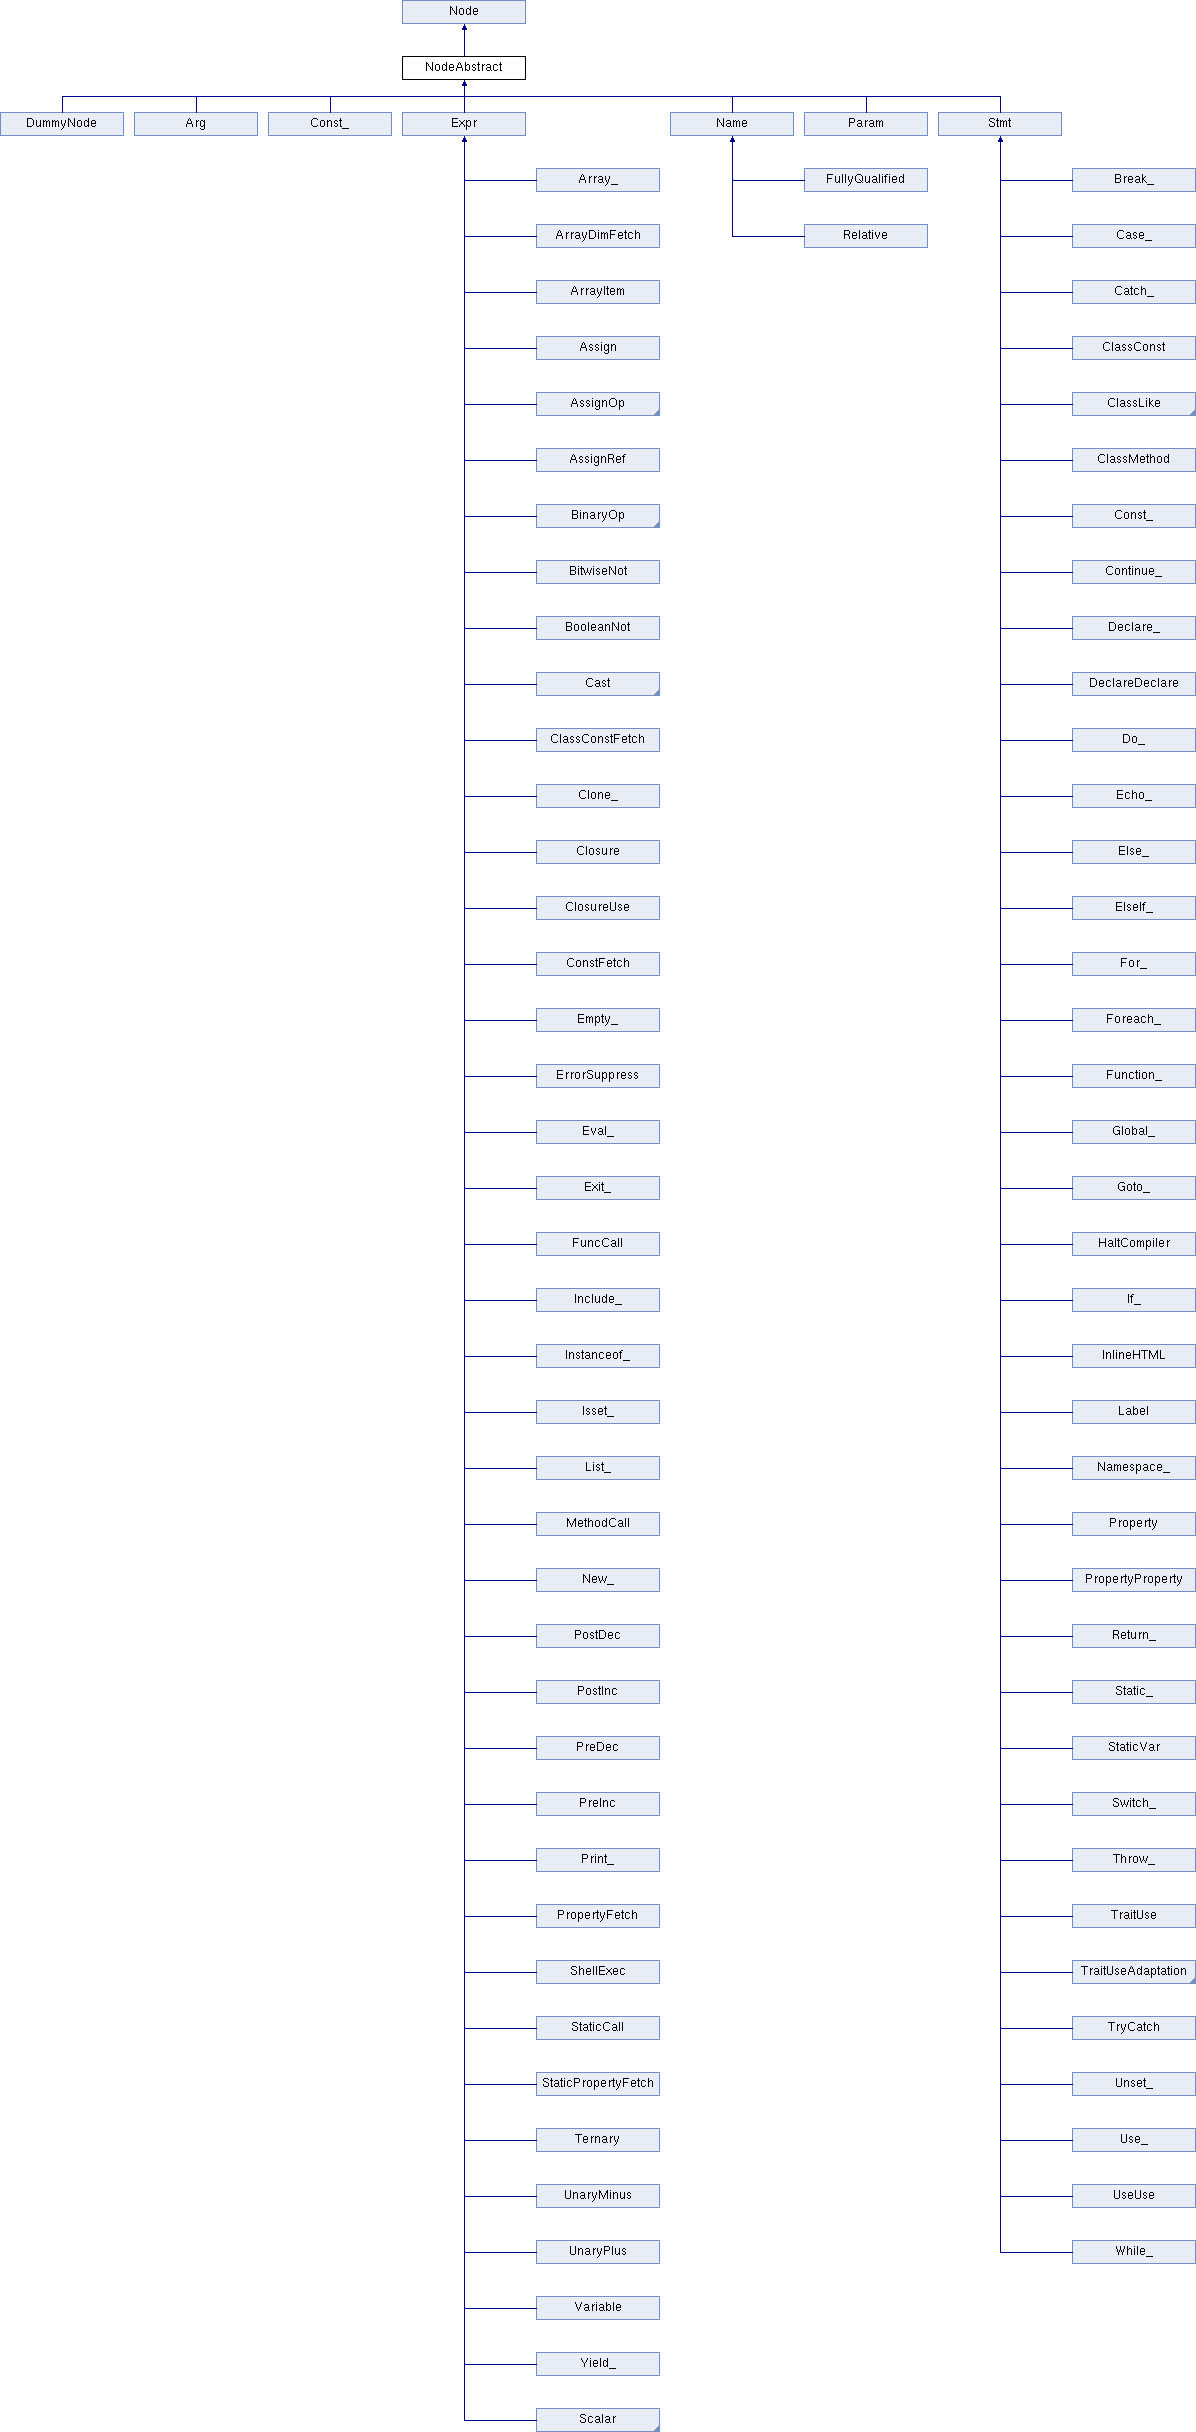 Node
NodeAbstract
DummyNode Arg Const_ Expr Name Param Stmt
Array_ FullyQualified Break_
ArrayDimFetch Relative Case_
ArrayItem Catch_
Assign ClassConst
AssignOp ClassLike
AssignRef ClassMethod
BinaryOp Const_
BitwiseNot Continue_
BooleanNot Declare_
Cast DeclareDeclare
ClassConstFetch Do_
Clone_ Echo_
Closure Else_
ClosureUse ElseIf_
ConstFetch For_
Empty_ Foreach_
ErrorSuppress Function_
Eval_ Global_
Exit_ Goto_
FuncCall HaltCompiler
Include_ If_
Instanceof_ InlineHTML
Isset_ Label
List_ Namespace_
MethodCall Property
New_ PropertyProperty
PostDec Return_
PostInc Static_
PreDec StaticVar
PreInc Switch_
Print_ Throw_
PropertyFetch TraitUse
ShellExec TraitUseAdaptation
StaticCall TryCatch
StaticPropertyFetch Unset_
Ternary Use_
UnaryMinus UseUse
UnaryPlus While_
Variable
Yield_
Scalar